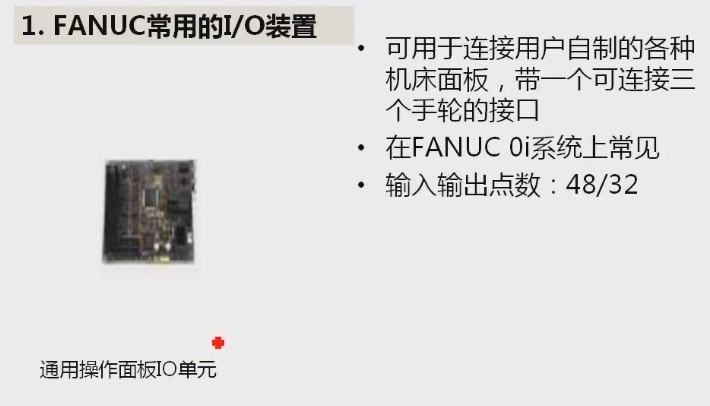 1. FANUC常用的I/O装置
• 可用于连接用户自制的各种
机床面板，带一个可连接三
个手轮的接口
• 在FANUC 0i系统上常见
• 输入输出点数：48/32
通用操作面板IO单元